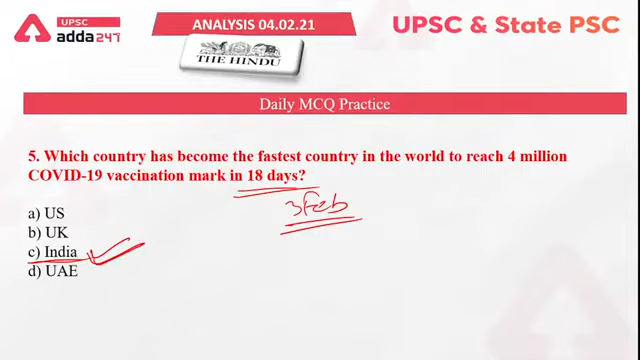 UPSC
adda247
ANALYSIS 04.02.21
THE HINDU
UPSC & State PSC
Daily MCQ Practice
5. Which country has become the fastest country in the world to reach 4 million
COVID-19 vaccination mark in 18 days?
3 Feb
a) US
b) UK
c) India
d) UAE